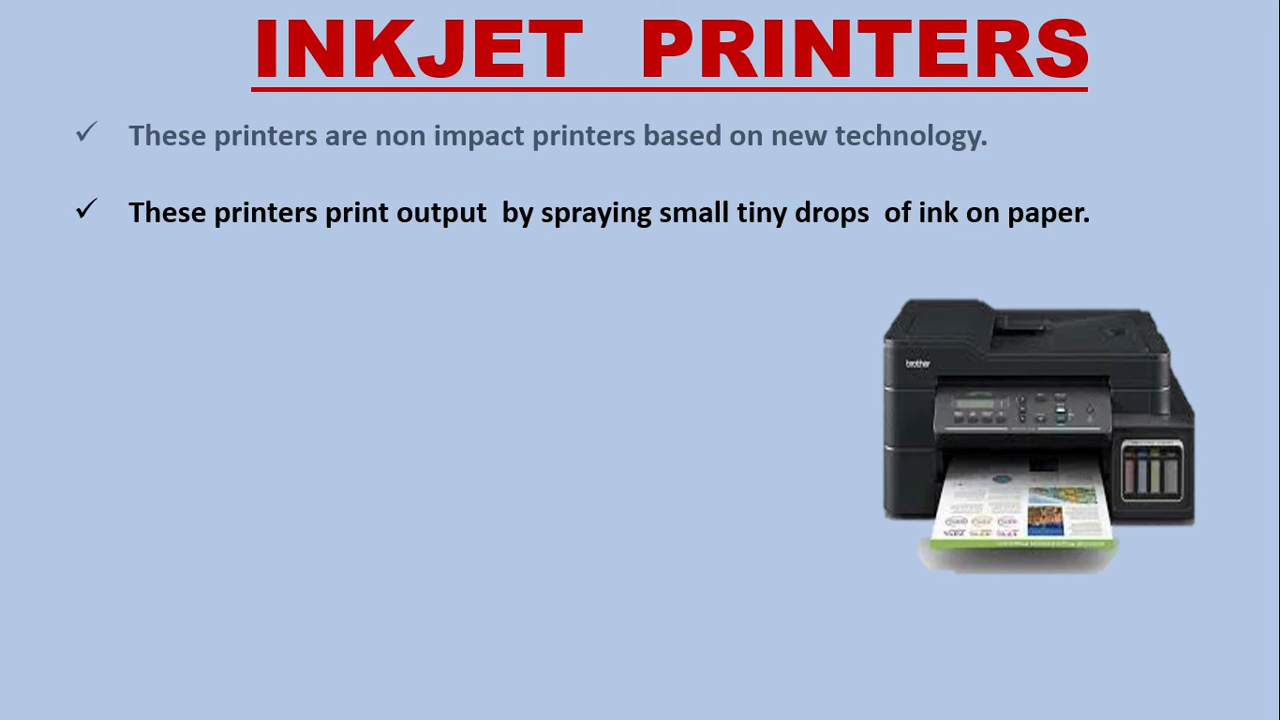 INKJET PRINTERS
✓ These printers are non impact printers based on new technology.
✓ These printers print output by spraying small tiny drops of ink on paper.
brother